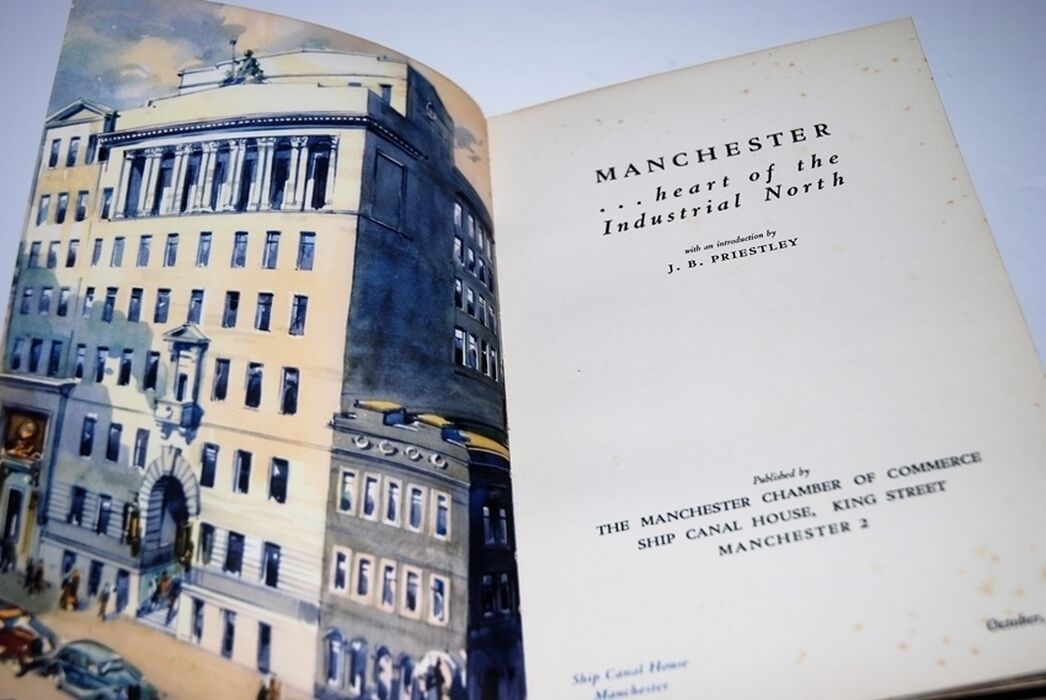 MANCHESTER
...heart of the
Industrial North
with an introduction by
J. B. PRIESTLEY
Published by
THE MANCHESTER CHAMBER OF COMMERCE
SHIP CANAL HOUSE, KING STREET
MANCHESTER 2
October,
Ship Canal House
Manchester